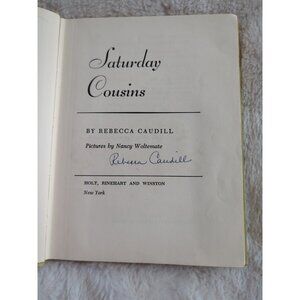 Saturday
Cousins
BY REBECCA CAUDILL
Pictures by Nancy Woltemate
Rebecca Caudill
HOLT, RINEHART AND WINSTON
New York